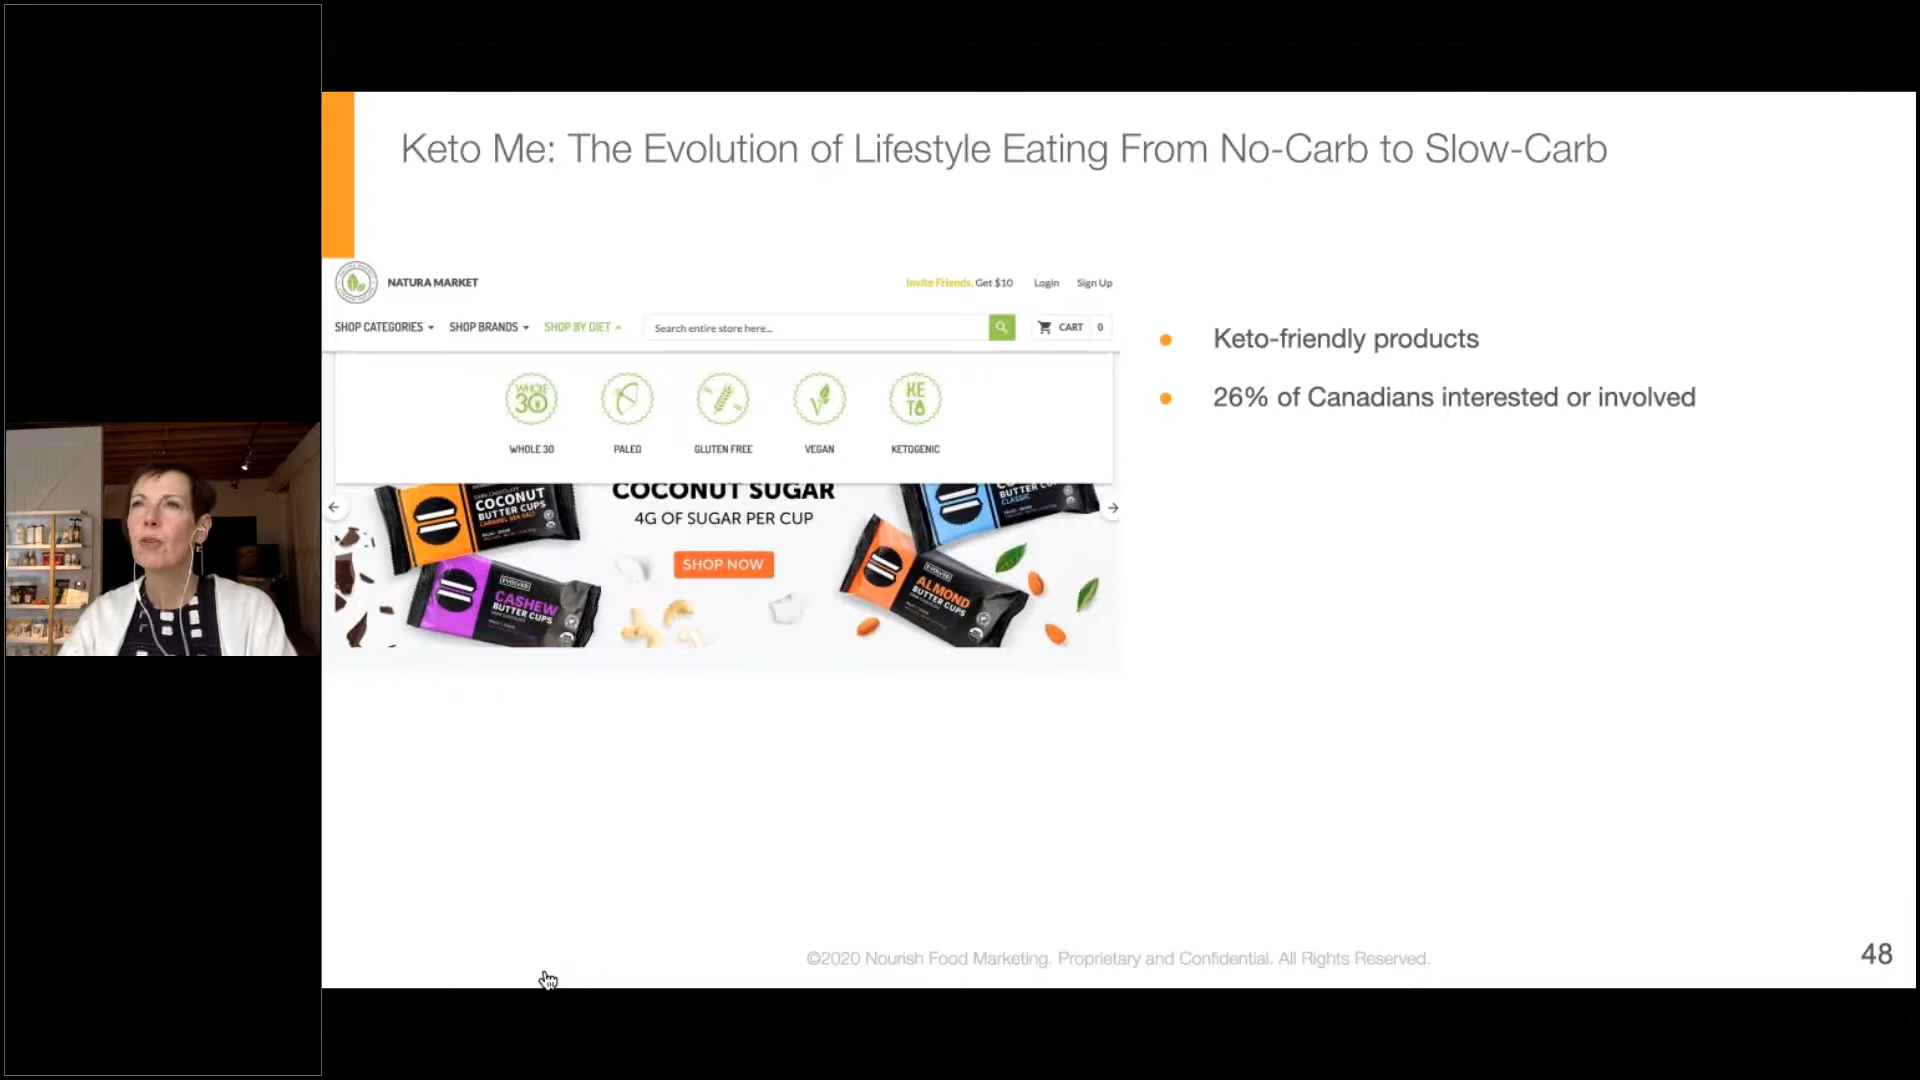 Keto Me: The Evolution of Lifestyle Eating From No-Carb to Slow-Carb
NATURA MARKET
Invite Friends, Get $10 Login Sign Up
SHOP CATEGORIES SHOP BRANDS SHOP BY DIET Search entire store here... CART 0
WHOLE 30
KETO
WHOLE 30 PALEO GLUTEN FREE VEGAN KETOGENIC
COCONUT SUGAR
4G OF SUGAR PER CUP
SHOP NOW
COCONUT
BUTTER CUPS
CARAMEL SEA SALT
EVOLVED
CASHEW
BUTTER CUPS
BUTTER CUPS
CLASSIC
EVOLVED
ALMOND
BUTTER CUPS
Keto-friendly products
26% of Canadians interested or involved
©2020 Nourish Food Marketing. Proprietary and Confidential. All Rights Reserved.
48